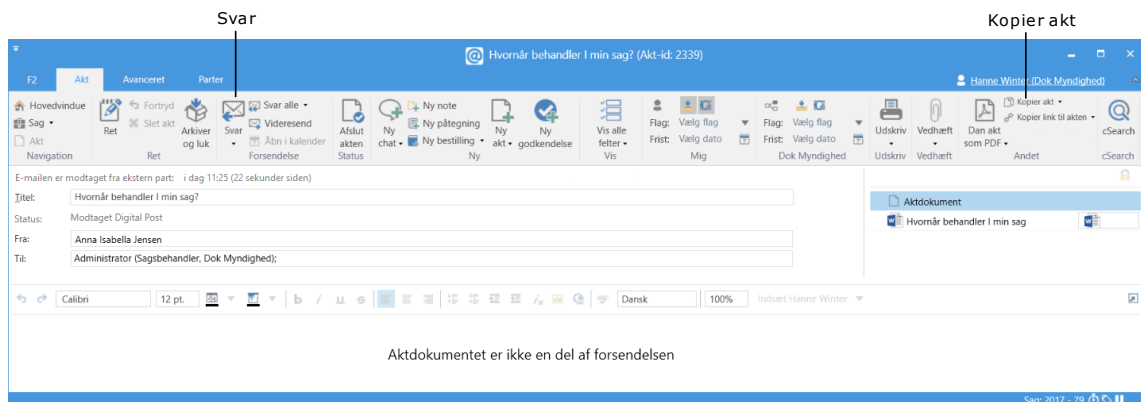 Svar
Kopier akt
Hvornår behandler I min sag? (Akt-id: 2339)
F2 Akt Avanceret Parter
Hanne Winter (Dok Myndighed)
Hovedvindue
Sag
Akt
Navigation
Ret
Fortryd
Slet akt
Arkiver og luk
Ret
Svar
Svar alle
Videresend
Åbn i kalender
Forsendelse
Afslut akten
Status
Ny chat
Ny note
Ny påtegning
Ny bestilling
Ny akt
Ny godkendelse
Ny
Vis alle felter
Vis
Flag: Vælg flag
Frist: Vælg dato
Mig
Flag: Vælg flag
Frist: Vælg dato
Dok Myndighed
Udskriv
Udskriv
Vedhæft
Vedhæft
Dan akt som PDF
Kopier akt
Kopier link til akten
Andet
cSearch
cSearch
E-mailen er modtaget fra ekstern part: i dag 11:25 (22 sekunder siden)
Titel: Hvornår behandler I min sag?
Status: Modtaget Digital Post
Fra: Anna Isabella Jensen
Til: Administrator (Sagsbehandler, Dok Myndighed);
Aktdokument
Hvornår behandler I min sag
Calibri 12 pt. b / u Dansk 100% Indsæt Hanne Winter
Aktdokumentet er ikke en del af forsendelsen
Sag: 2017 - 79